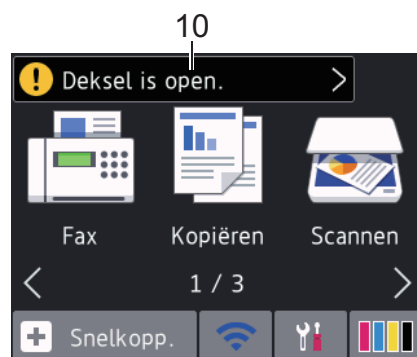 10
Deksel is open.
Fax Kopiëren Scannen
1 / 3
Snelkopp.